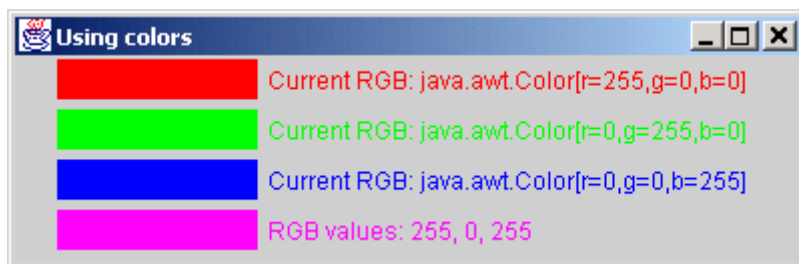 Using colors
Current RGB: java.awt.Color[r=255,g=0,b=0]
Current RGB: java.awt.Color[r=0,g=255,b=0]
Current RGB: java.awt.Color[r=0,g=0,b=255]
RGB values: 255, 0, 255